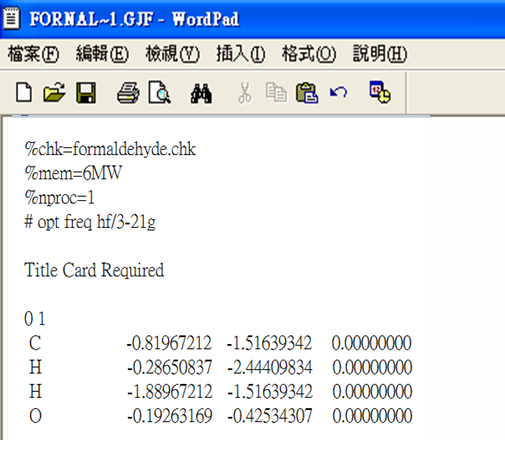 FORNAL~1.GJF - WordPad
檔案(F) 編輯(E) 檢視(V) 插入(I) 格式(O) 說明(H)
%chk=formaldehyde.chk
%mem=6MW
%nproc=1
# opt freq hf/3-21g
Title Card Required
0 1
C -0.81967212 -1.51639342 0.00000000
H -0.28650837 -2.44409834 0.00000000
H -1.88967212 -1.51639342 0.00000000
O -0.19263169 -0.42534307 0.00000000